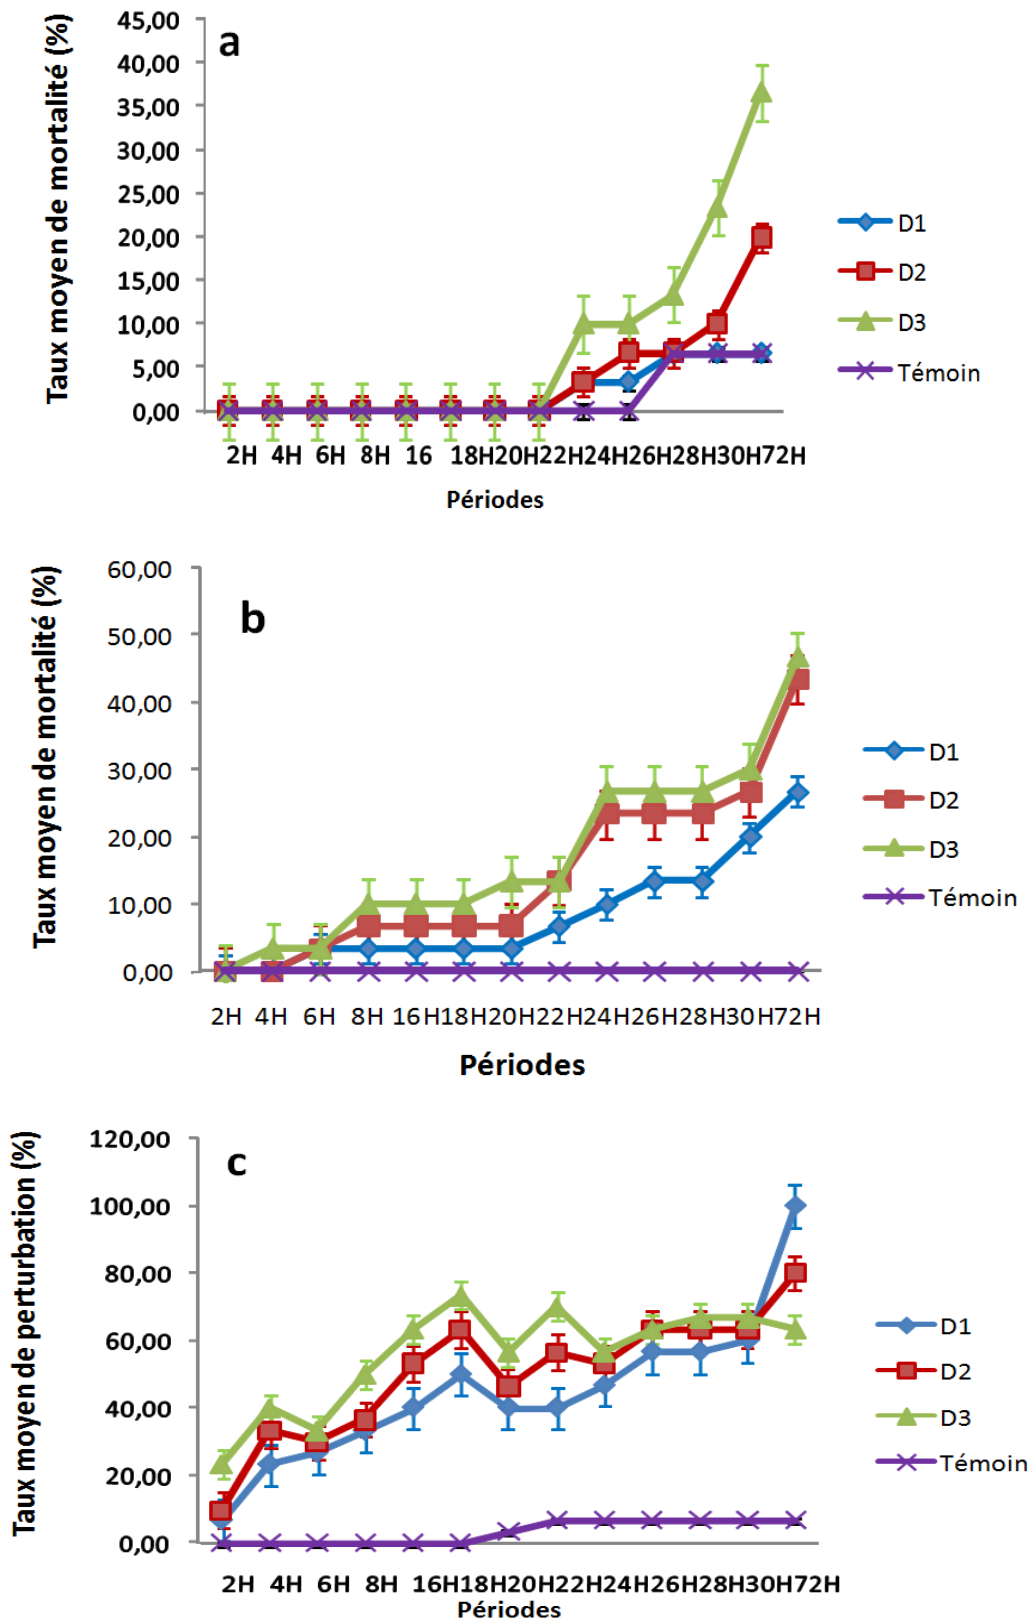 Taux moyen de mortalité (%)
a
45,00
40,00
35,00
30,00
25,00
20,00
15,00
10,00
5,00
0,00
2H 4H 6H 8H 16 18H20H22H24H26H28H30H72H
Périodes
D1
D2
D3
Témoin
Taux moyen de mortalité (%)
b
60,00
50,00
40,00
30,00
20,00
10,00
0,00
2H 4H 6H 8H 16H18H20H22H24H26H28H30H72H
Périodes
D1
D2
D3
Témoin
Taux moyen de perturbation (%)
c
120,00
100,00
80,00
60,00
40,00
20,00
0,00
2H 4H 6H 8H 16H18H20H22H24H26H28H30H72H
Périodes
D1
D2
D3
Témoin